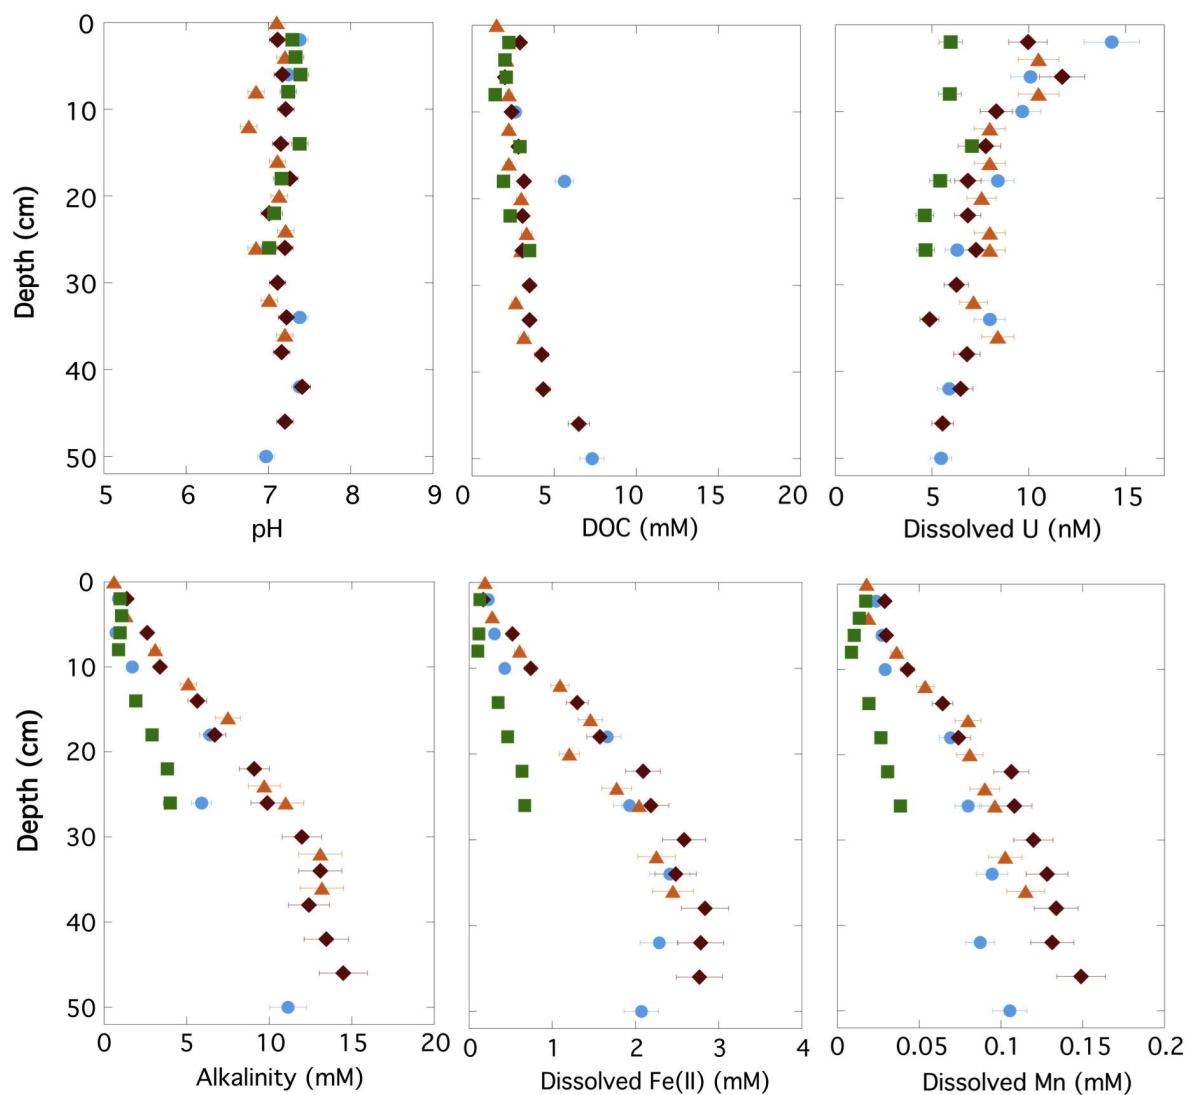 0
10
20
30
40
50
Depth (cm)
5 6 7 8 9
pH
0 5 10 15 20
DOC (mM)
0 5 10 15
Dissolved U (nM)
0
10
20
30
40
50
Depth (cm)
0 5 10 15 20
Alkalinity (mM)
0 1 2 3 4
Dissolved Fe(II) (mM)
0 0.05 0.1 0.15 0.2
Dissolved Mn (mM)